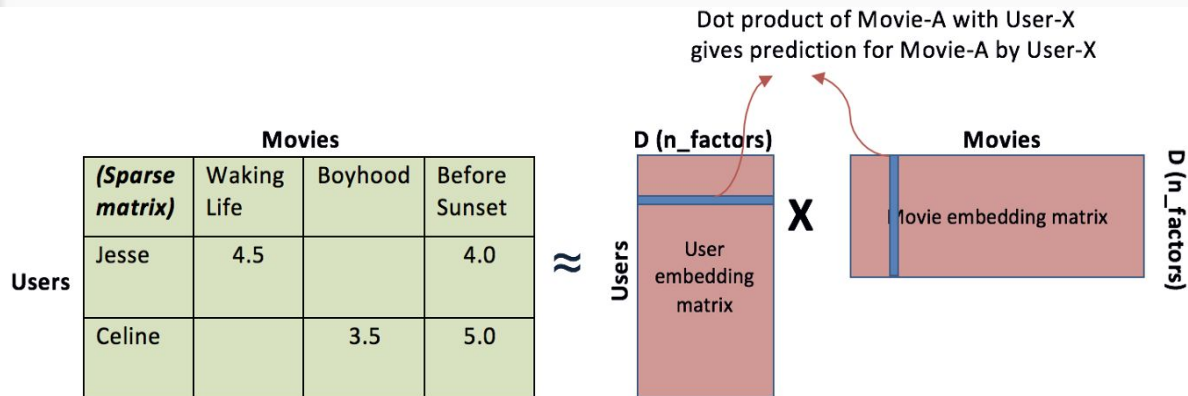 Dot product of Movie-A with User-X
gives prediction for Movie-A by User-X
Movies
(Sparse
matrix)
Waking
Life
Boyhood
Before
Sunset
Users
Jesse
4.5
4.0
Celine
3.5
5.0
≈
D (n_factors)
Users
User
embedding
matrix
X
Movies
Movie embedding matrix
D (n_factors)